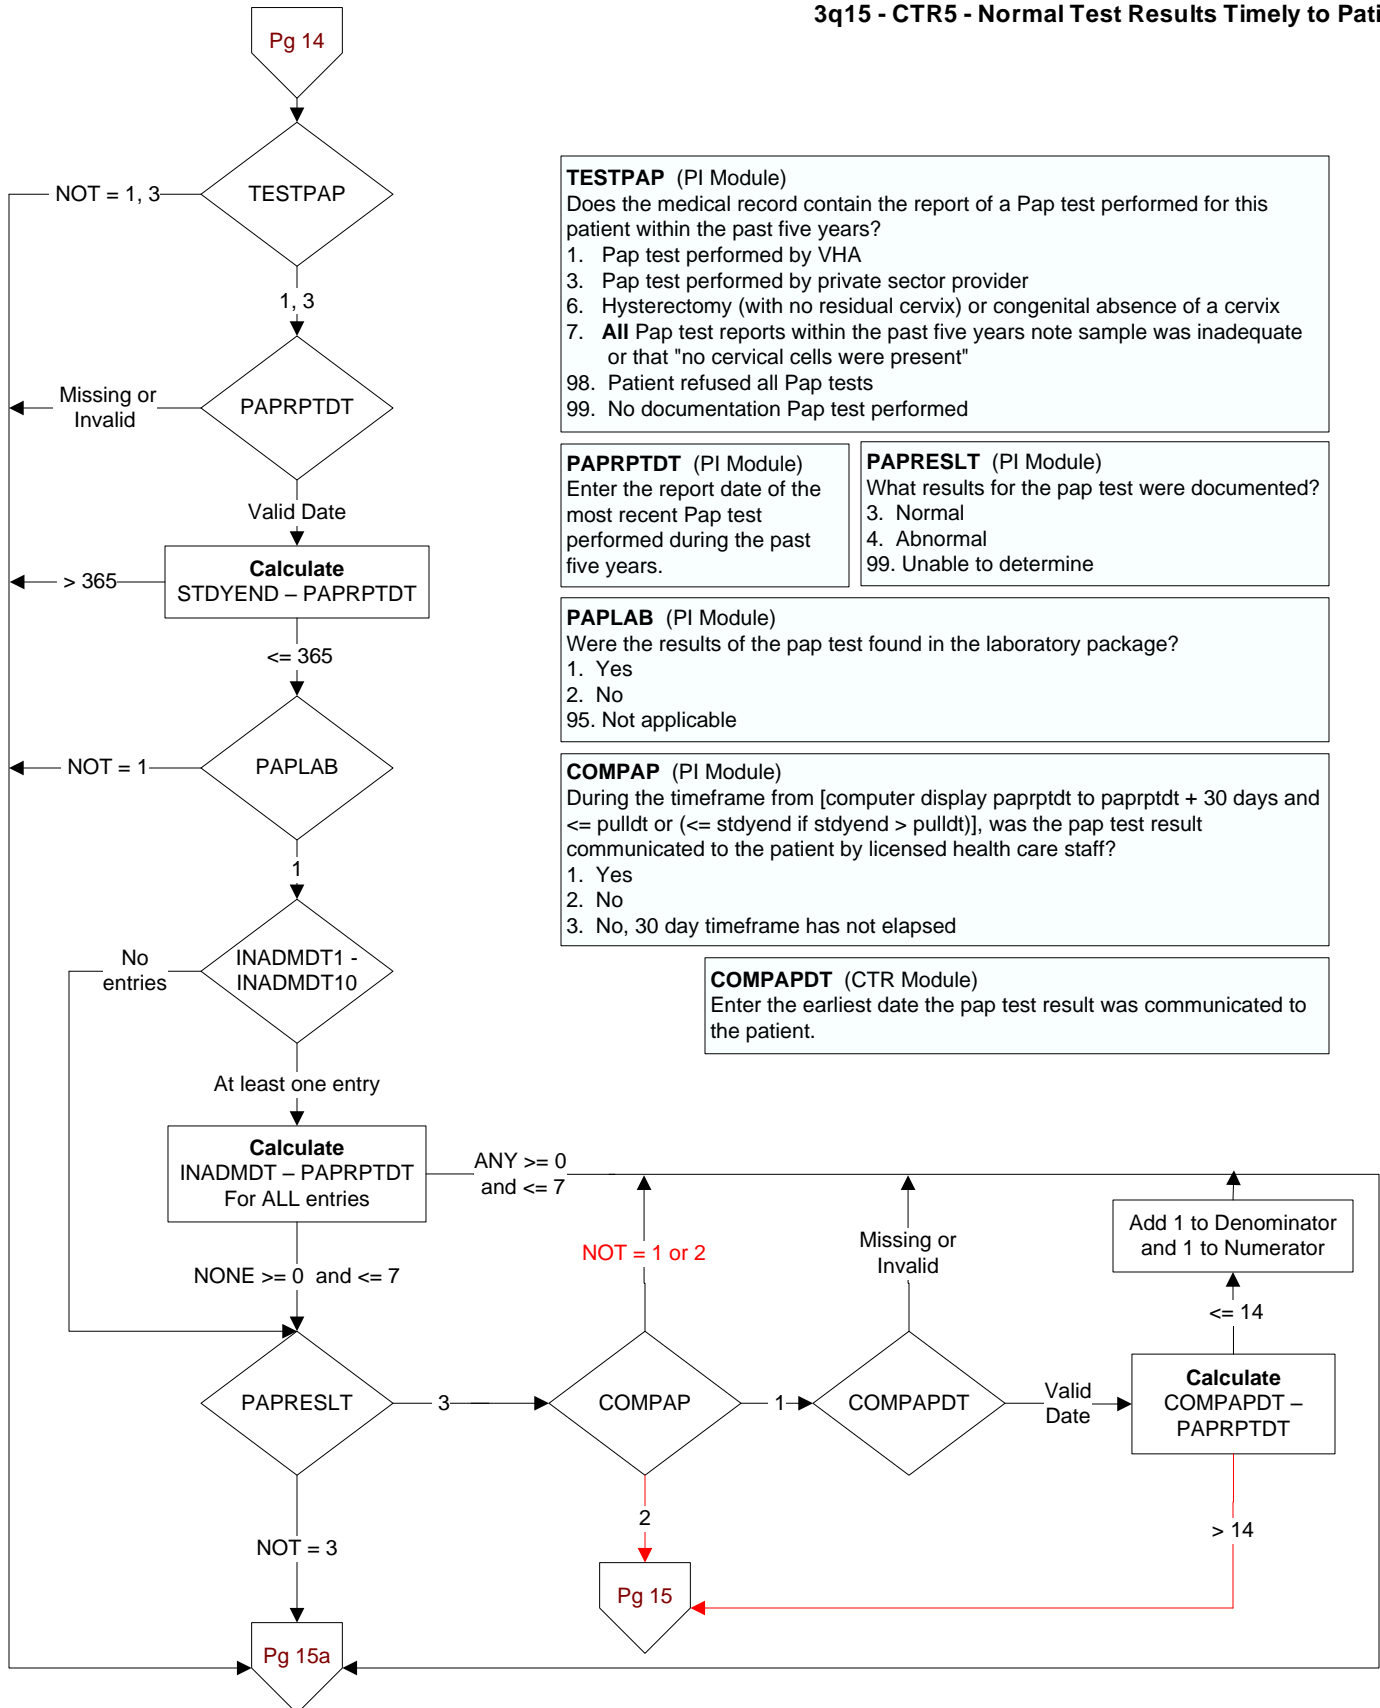 3q15 - CTR5 - Normal Test Results Timely to Pati
Pg 14
TESTPAP
NOT = 1, 3
1, 3
PAPRPTDT
Missing or
Invalid
Valid Date
Calculate
STDYEND – PAPRPTDT
> 365
<= 365
PAPLAB
NOT = 1
1
INADMDT1 -
INADMDT10
No
entries
At least one entry
Calculate
INADMDT – PAPRPTDT
For ALL entries
ANY >= 0
and <= 7
NONE >= 0 and <= 7
PAPRESLT
3
NOT = 3
Pg 15a
COMPAP
NOT = 1 or 2
1
2
Pg 15
COMPAPDT
Missing or
Invalid
Valid
Date
Calculate
COMPAPDT –
PAPRPTDT
<= 14
> 14
Add 1 to Denominator
and 1 to Numerator
TESTPAP (PI Module)
Does the medical record contain the report of a Pap test performed for this
patient within the past five years?
1. Pap test performed by VHA
3. Pap test performed by private sector provider
6. Hysterectomy (with no residual cervix) or congenital absence of a cervix
7. All Pap test reports within the past five years note sample was inadequate
or that "no cervical cells were present"
98. Patient refused all Pap tests
99. No documentation Pap test performed
PAPRPTDT (PI Module)
Enter the report date of the
most recent Pap test
performed during the past
five years.
PAPRESLT (PI Module)
What results for the pap test were documented?
3. Normal
4. Abnormal
99. Unable to determine
PAPLAB (PI Module)
Were the results of the pap test found in the laboratory package?
1. Yes
2. No
95. Not applicable
COMPAP (PI Module)
During the timeframe from [computer display paprptdt to paprptdt + 30 days and
<= pulldt or (<= stdyend if stdyend > pulldt)], was the pap test result
communicated to the patient by licensed health care staff?
1. Yes
2. No
3. No, 30 day timeframe has not elapsed
COMPAPDT (CTR Module)
Enter the earliest date the pap test result was communicated to
the patient.